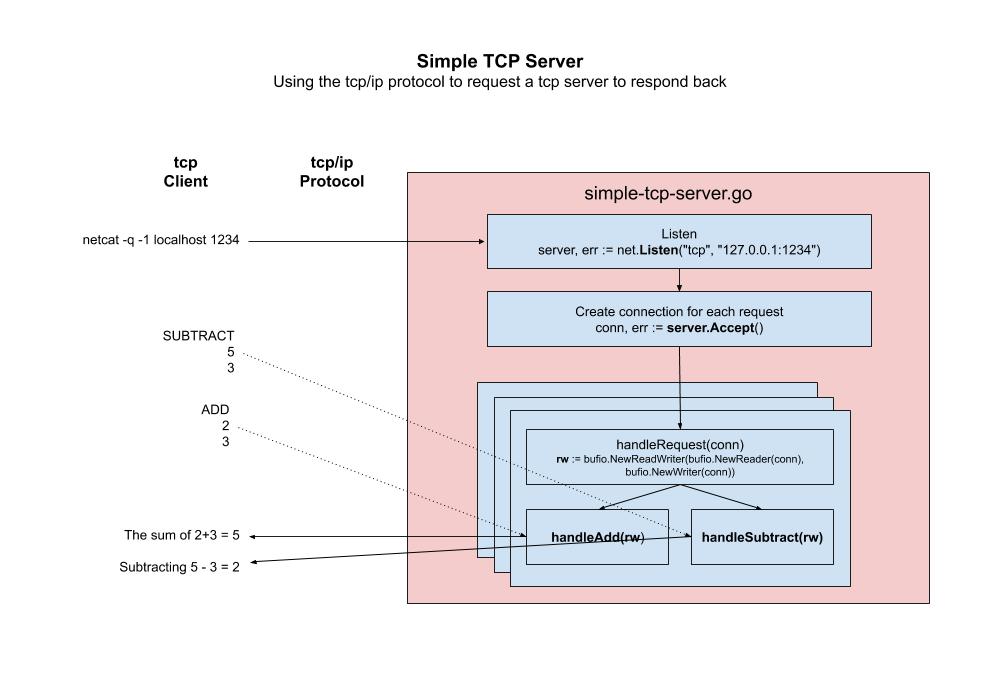 Simple TCP Server
Using the tcp/ip protocol to request a tcp server to respond back
tcp
Client
tcp/ip
Protocol
simple-tcp-server.go
netcat -q -1 localhost 1234
Listen
server, err := net.Listen("tcp", "127.0.0.1:1234")
Create connection for each request
conn, err := server.Accept()
SUBTRACT
5
3
ADD
2
3
handleRequest(conn)
rw := bufio.NewReadWriter(bufio.NewReader(conn),
bufio.NewWriter(conn))
handleAdd(rw)
handleSubtract(rw)
The sum of 2+3 = 5
Subtracting 5 - 3 = 2